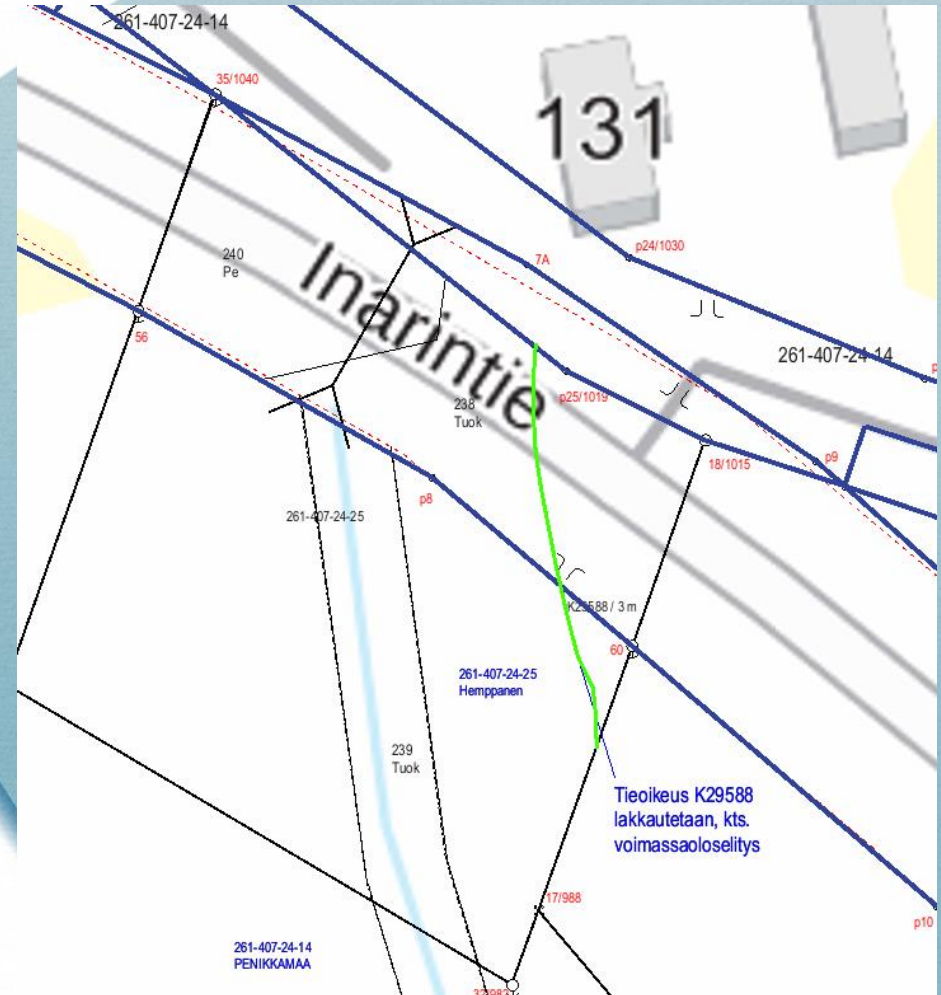 261-407-24-14
35/1040
131
240
Pe
p24/1030
7A
Inarintie
56
261-407-24-14
p25/1019
238
Tuok
p9
18/1015
p8
261-407-24-25
K29588 / 3 m
60
261-407-24-25
Hemppanen
239
Tuok
Tieoikeus K29588
lakkautetaan, kts.
voimassaoloselitys
17/988
p10
261-407-24-14
PENIKKAMAA